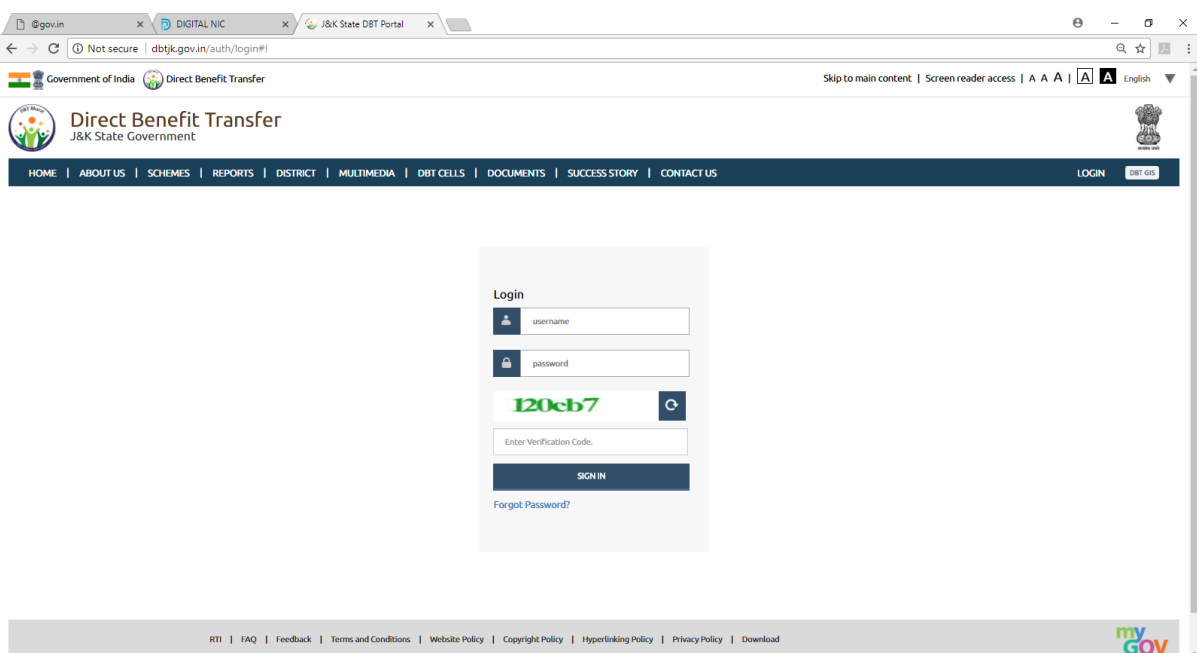 @gov.in
DIGITAL NIC
J&K State DBT Portal
Not secure | dbtjk.gov.in/auth/login#!
Government of India Direct Benefit Transfer
Skip to main content | Screen reader access | A A A | A A English
Direct Benefit Transfer
J&K State Government
HOME | ABOUT US | SCHEMES | REPORTS | DISTRICT | MULTIMEDIA | DBT CELLS | DOCUMENTS | SUCCESS STORY | CONTACT US
LOGIN DBT GIS
Login
username
password
120cb7
Enter Verification Code.
SIGN IN
Forgot Password?
RTI | FAQ | Feedback | Terms and Conditions | Website Policy | Copyright Policy | Hyperlinking Policy | Privacy Policy | Download
my
GOV